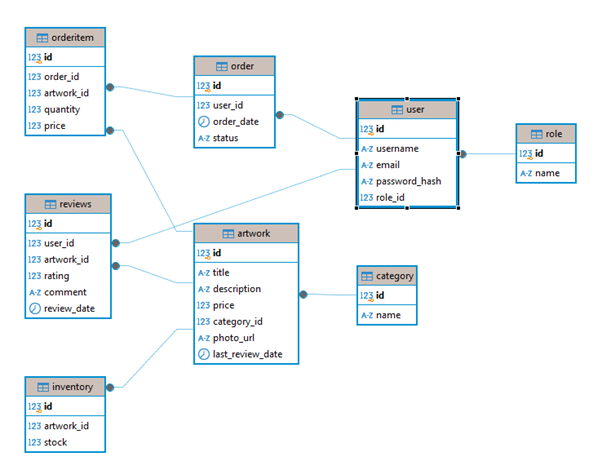 orderitem
123 id
123 order_id
123 artwork_id
123 quantity
123 price
order
123 id
123 user_id
order_date
A-Z status
user
123 id
A-Z username
A-Z email
A-Z password_hash
123 role_id
role
123 id
A-Z name
reviews
123 id
123 user_id
123 artwork_id
123 rating
A-Z comment
review_date
artwork
123 id
A-Z title
A-Z description
123 price
123 category_id
A-Z photo_url
last_review_date
category
123 id
A-Z name
inventory
123 id
123 artwork_id
123 stock